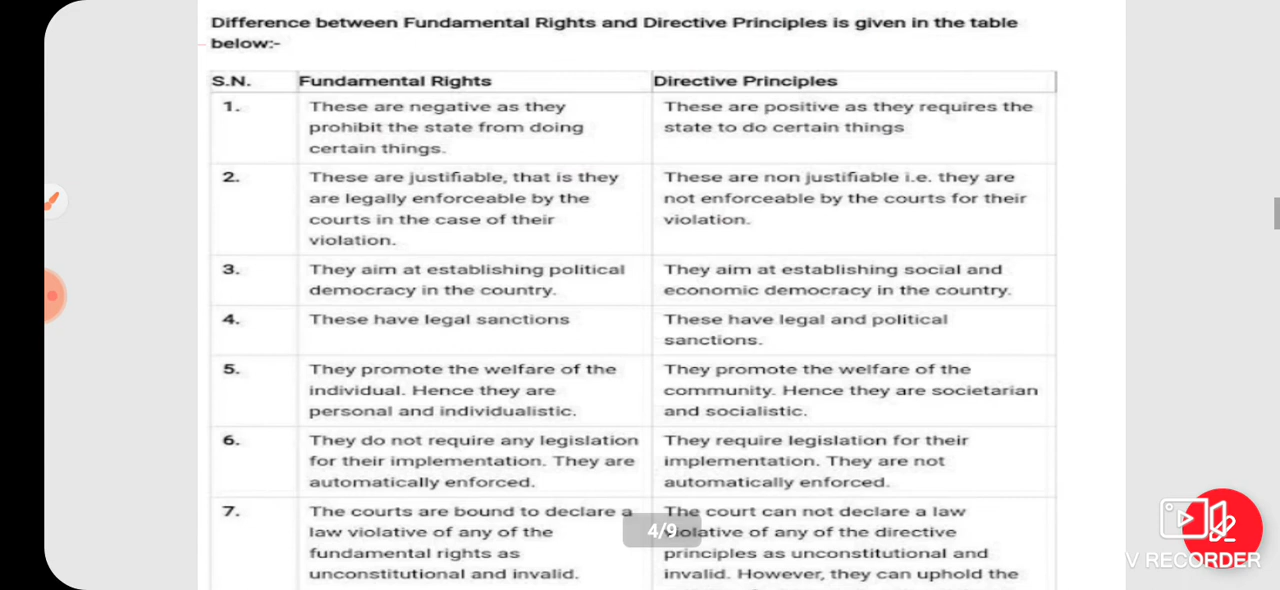 Difference between Fundamental Rights and Directive Principles is given in the table
below:-
S.N. Fundamental Rights Directive Principles
1. These are negative as they These are positive as they requires the
prohibit the state from doing state to do certain things
certain things.
2. These are justifiable, that is they These are non justifiable i.e. they are
are legally enforceable by the not enforceable by the courts for their
courts in the case of their violation.
violation.
3. They aim at establishing political They aim at establishing social and
democracy in the country. economic democracy in the country.
4. These have legal sanctions These have legal and political
sanctions.
5. They promote the welfare of the They promote the welfare of the
individual. Hence they are community. Hence they are societarian
personal and individualistic. and socialistic.
6. They do not require any legislation They require legislation for their
for their implementation. They are implementation. They are not
automatically enforced. automatically enforced.
7. The courts are bound to declare a The court can not declare a law
law violative of any of the violative of any of the directive
fundamental rights as principles as unconstitutional and
unconstitutional and invalid. invalid. However, they can uphold the
4/9
V RECORDER